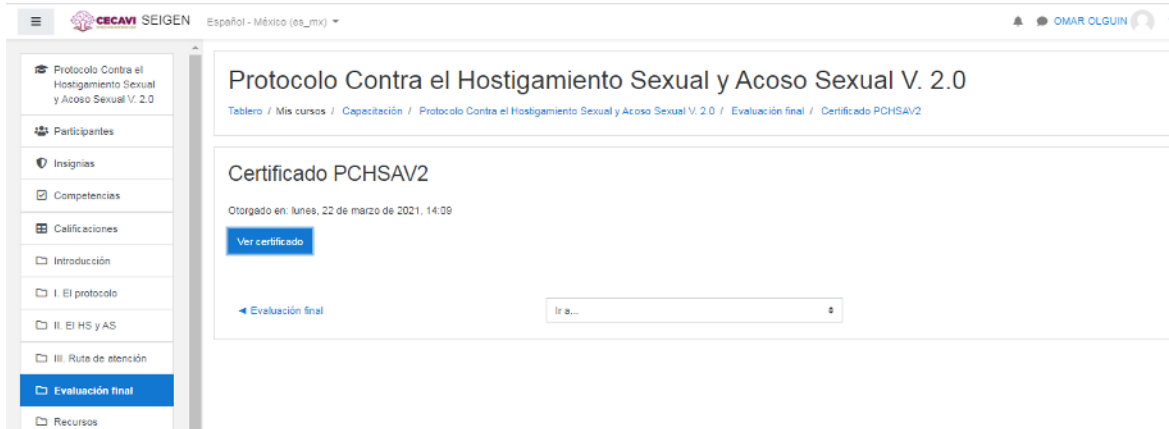 CECAVI SEIGEN Español - México (es_mx) OMAR OLGUIN
Protocolo Contra el
Hostigamiento Sexual
y Acoso Sexual V. 2.0
Participantes
Insignias
Competencias
Calificaciones
Introducción
I. El protocolo
II. El HS y AS
III. Ruta de atención
Evaluación final
Recursos
Protocolo Contra el Hostigamiento Sexual y Acoso Sexual V. 2.0
Tablero / Mis cursos / Capacitación / Protocolo Contra el Hostigamiento Sexual y Acoso Sexual V. 2.0 / Evaluación final / Certificado PCHSAV2
Certificado PCHSAV2
Otorgado en: lunes, 22 de marzo de 2021, 14:09
Ver certificado
◄ Evaluación final
Ir a...